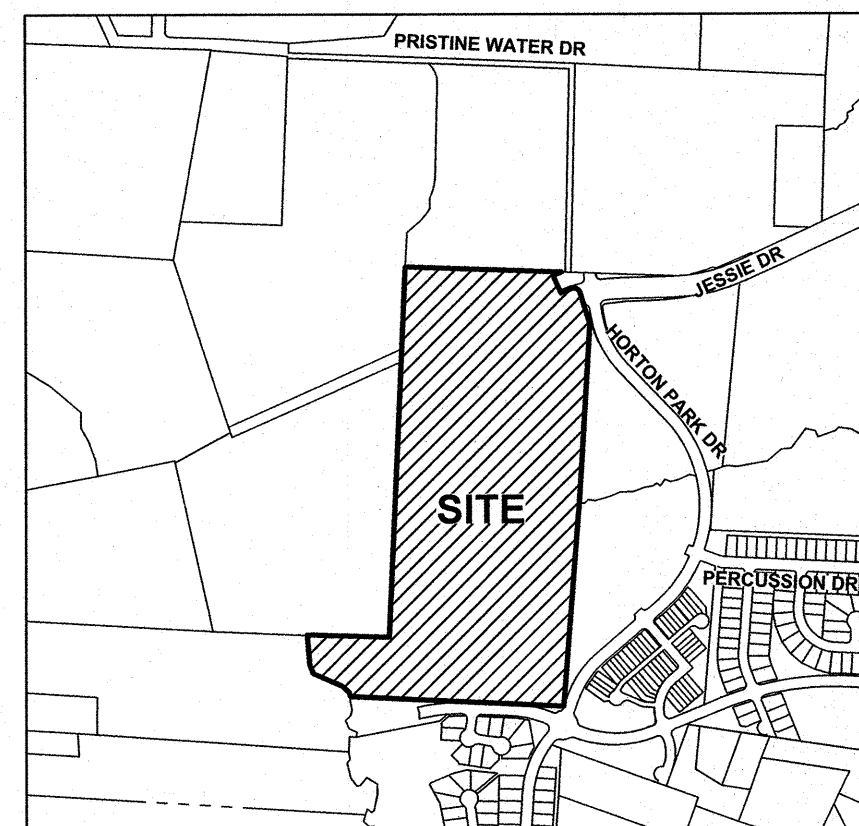 PRISTINE WATER DR
JESSIE DR
HORTON PARK DR
SITE
PERCUSSION DR